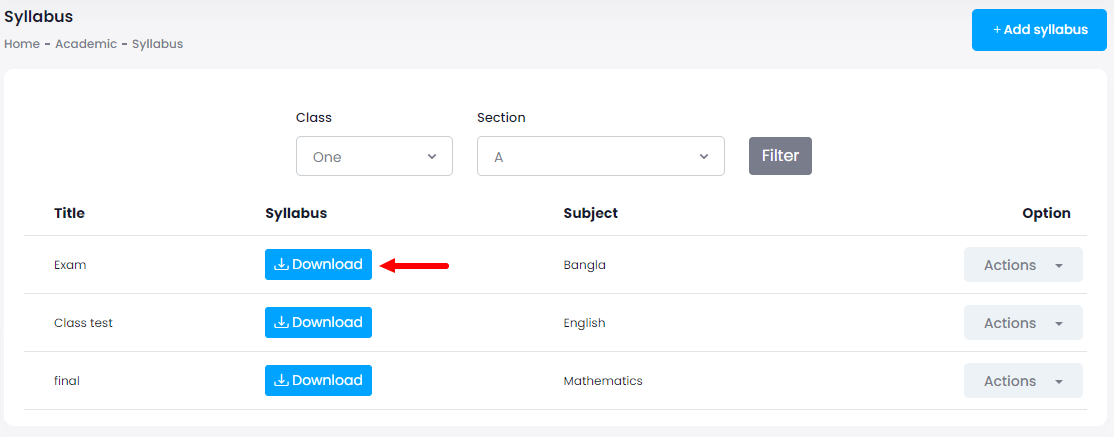 Syllabus
Home - Academic - Syllabus
+ Add syllabus
Class
Section
One
A
Filter
Title Syllabus Subject Option
Exam Download Bangla Actions
Class test Download English Actions
final Download Mathematics Actions